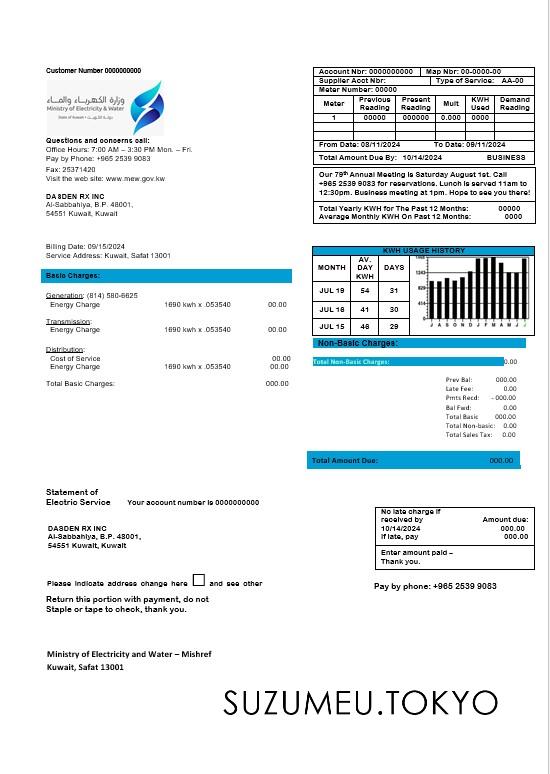 Customer Number 0000000000
وزارة الكهرباء والماء
Ministry of Electricity & Water
State of Kuwait دولة الكويت
Questions and concerns call:
Office Hours: 7:00 AM – 3:30 PM Mon. – Fri.
Pay by Phone: +965 2539 9083
Fax: 25371420
Visit the web site: www.mew.gov.kw
DASDEN RX INC
Al-Sabbahiya, B.P. 48001,
54551 Kuwait, Kuwait
Billing Date: 09/15/2024
Service Address: Kuwait, Safat 13001
Basic Charges:
Generation: (814) 580-6625
Energy Charge 1690 kwh x .053540 00.00
Transmission:
Energy Charge 1690 kwh x .053540 00.00
Distribution:
Cost of Service 00.00
Energy Charge 1690 kwh x .053540 00.00
Total Basic Charges: 000.00
Account Nbr: 0000000000 Map Nbr: 00-0000-00
Supplier Acct Nbr: Type of Service: AA-00
Meter Number: 00000
Meter Previous Reading Present Reading Mult KWH Used Demand Reading
1 00000 000000 0.000 0000
From Date: 08/11/2024 To Date: 09/11/2024
Total Amount Due By: 10/14/2024 BUSINESS
Our 79th Annual Meeting is Saturday August 1st. Call
+965 2539 9083 for reservations. Lunch is served 11am to
12:30pm. Business meeting at 1pm. Hope to see you there!
Total Yearly KWH for The Past 12 Months: 00000
Average Monthly KWH On Past 12 Months: 0000
KWH USAGE HISTORY
MONTH AV. DAY KWH DAYS
JUL 19 54 31
JUL 16 41 30
JUL 15 46 29
J A S O N D J F M A M J J
Non-Basic Charges:
Total Non-Basic Charges: 0.00
Prev Bal: 000.00
Late Fee: 0.00
Pmts Recd: - 000.00
Bal Fwd: 0.00
Total Basic 000.00
Total Non-basic: 0.00
Total Sales Tax: 0.00
Total Amount Due: 000.00
Statement of
Electric Service Your account number is 0000000000
DASDEN RX INC
Al-Sabbahiya, B.P. 48001,
54551 Kuwait, Kuwait
No late charge if
received by Amount due:
10/14/2024 000.00
If late, pay 000.00
Enter amount paid –
Thank you.
Please indicate address change here and see other
Pay by phone: +965 2539 9083
Return this portion with payment, do not
Staple or tape to check, thank you.
Ministry of Electricity and Water – Mishref
Kuwait, Safat 13001
SUZUMEU.TOKYO